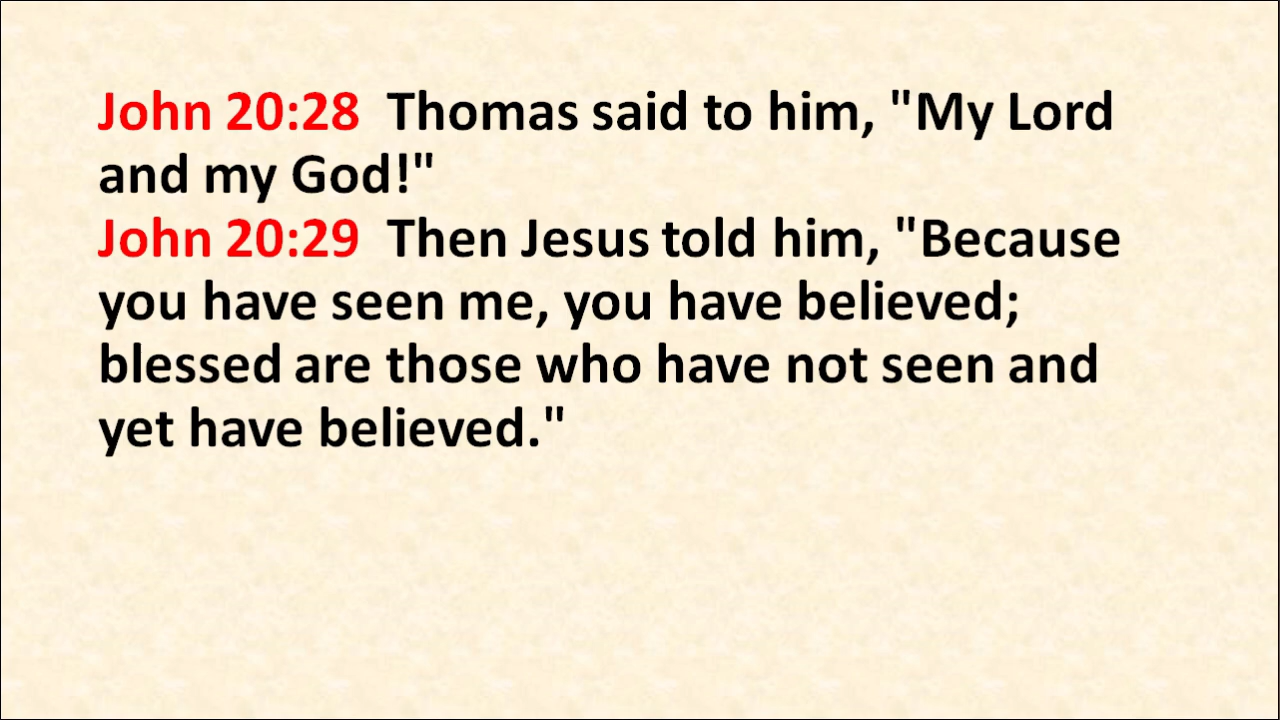 John 20:28  Thomas said to him, "My Lord
and my God!"
John 20:29  Then Jesus told him, "Because
you have seen me, you have believed;
blessed are those who have not seen and
yet have believed."